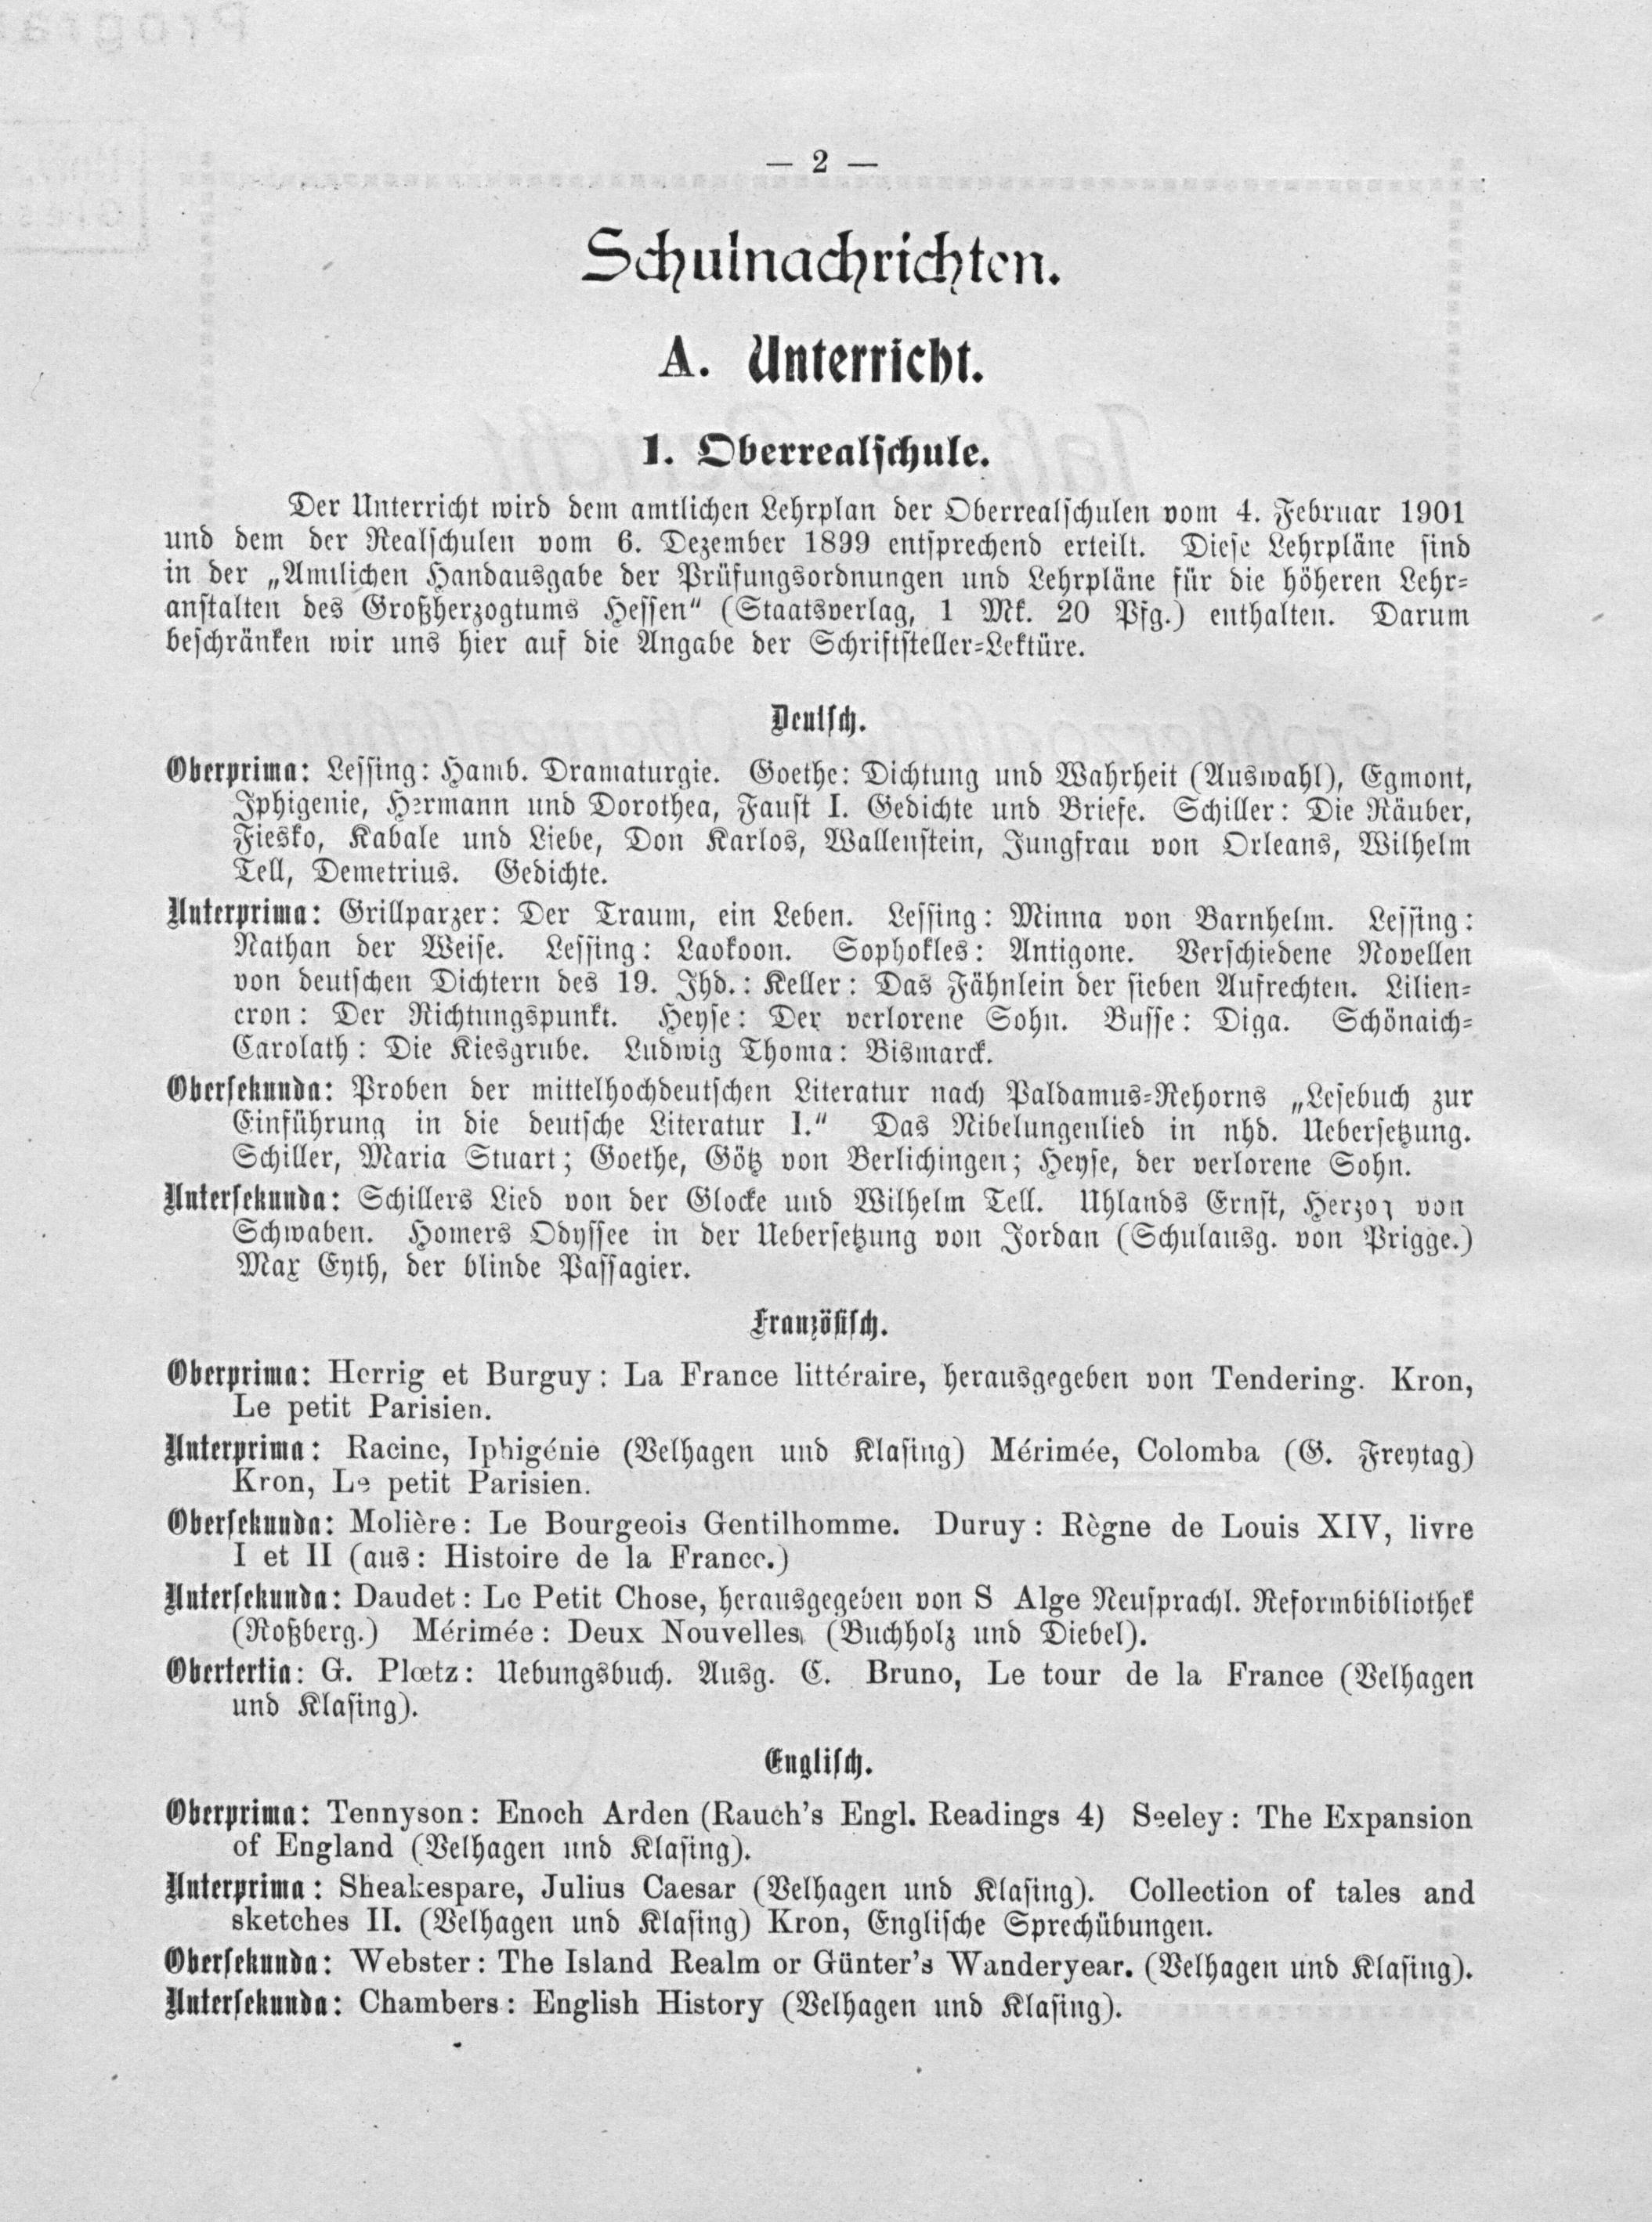 — 2 —
Schulnachrichten.
A. Unterricht.
1. Oberrealschule.
Der Unterricht wird dem amtlichen Lehrplan der Oberrealschulen vom 4. Februar 1901
und dem der Realschulen vom 6. Dezember 1899 entsprechend erteilt. Diese Lehrpläne sind
in der „Amtlichen Handausgabe der Prüfungsordnungen und Lehrpläne für die höheren Lehr-
anstalten des Großherzogtums Hessen“ (Staatsverlag, 1 Mk. 20 Pfg.) enthalten. Darum
beschränken wir uns hier auf die Angabe der Schriftsteller-Lektüre.
Deutsch.
Oberprima: Lessing: Hamb. Dramaturgie. Goethe: Dichtung und Wahrheit (Auswahl), Egmont,
Iphigenie, Hermann und Dorothea, Faust I. Gedichte und Briefe. Schiller: Die Räuber,
Fiesko, Kabale und Liebe, Don Karlos, Wallenstein, Jungfrau von Orleans, Wilhelm
Tell, Demetrius. Gedichte.
Unterprima: Grillparzer: Der Traum, ein Leben. Lessing: Minna von Barnhelm. Lessing:
Nathan der Weise. Lessing: Laokoon. Sophokles: Antigone. Verschiedene Novellen
von deutschen Dichtern des 19. Jhd.: Keller: Das Fähnlein der sieben Aufrechten. Lilien-
cron: Der Richtungspunkt. Heyse: Der verlorene Sohn. Busse: Diga. Schönaich-
Carolath: Die Kiesgrube. Ludwig Thoma: Bismarck.
Obersekunda: Proben der mittelhochdeutschen Literatur nach Paldamus-Rehorns „Lesebuch zur
Einführung in die deutsche Literatur I.“ Das Nibelungenlied in nhd. Uebersetzung.
Schiller, Maria Stuart; Goethe, Götz von Berlichingen; Heyse, der verlorene Sohn.
Untersekunda: Schillers Lied von der Glocke und Wilhelm Tell. Uhlands Ernst, Herzog von
Schwaben. Homers Odyssee in der Uebersetzung von Jordan (Schulausg. von Prigge.)
Max Eyth, der blinde Passagier.
Französisch.
Oberprima: Herrig et Burguy: La France littéraire, herausgegeben von Tendering. Kron,
Le petit Parisien.
Unterprima: Racine, Iphigénie (Velhagen und Klasing) Mérimée, Colomba (G. Freytag)
Kron, Le petit Parisien.
Obersekunda: Molière: Le Bourgeois Gentilhomme. Duruy: Règne de Louis XIV, livre
I et II (aus: Histoire de la France.)
Untersekunda: Daudet: Le Petit Chose, herausgegeben von S Alge Neusprachl. Reformbibliothek
(Roßberg.) Mérimée: Deux Nouvelles, (Buchholz und Diebel).
Obertertia: G. Plœtz: Uebungsbuch. Ausg. C. Bruno, Le tour de la France (Velhagen
und Klasing).
Englisch.
Oberprima: Tennyson: Enoch Arden (Rauch's Engl. Readings 4) Seeley: The Expansion
of England (Velhagen und Klasing).
Unterprima: Sheakespare, Julius Caesar (Velhagen und Klasing). Collection of tales and
sketches II. (Velhagen und Klasing) Kron, Englische Sprechübungen.
Obersekunda: Webster: The Island Realm or Günter's Wanderyear. (Velhagen und Klasing).
Untersekunda: Chambers: English History (Velhagen und Klasing).